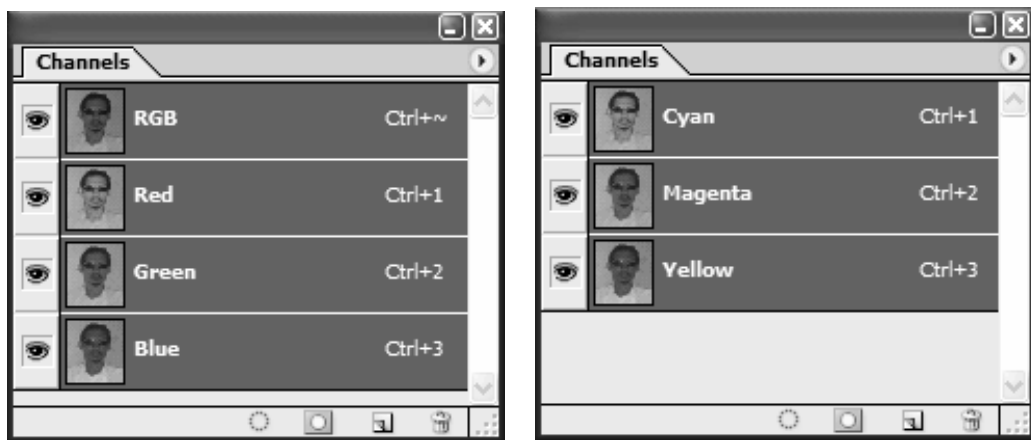 Channels
RGB Ctrl+~
Red Ctrl+1
Green Ctrl+2
Blue Ctrl+3
Channels
Cyan Ctrl+1
Magenta Ctrl+2
Yellow Ctrl+3